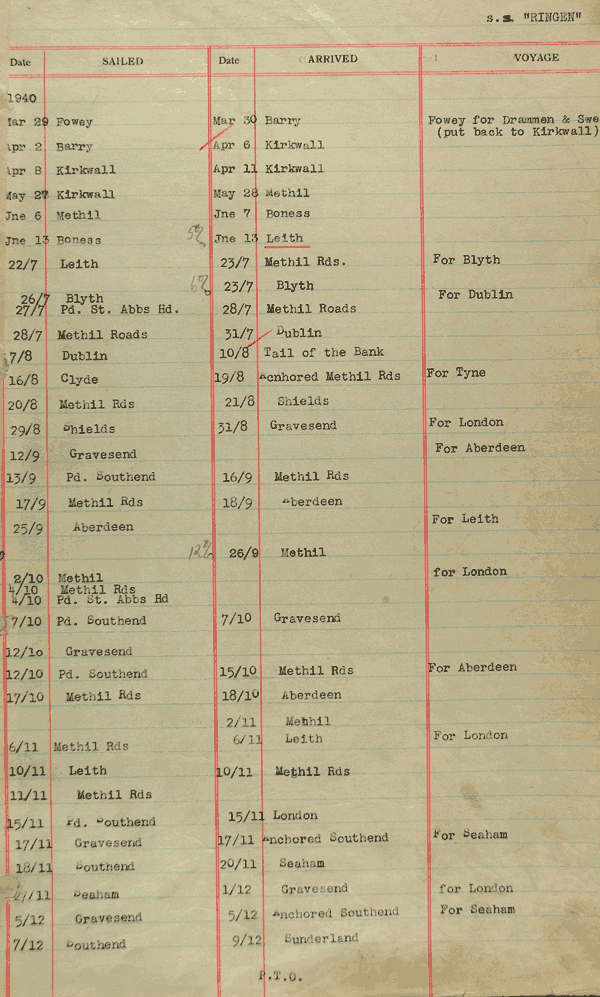 s.s. "RINGEN"
Date SAILED Date ARRIVED VOYAGE
1940
Mar 29 Fowey Mar 30 Barry Fowey for Drammen & Swe
(put back to Kirkwall)
Apr 2 Barry Apr 6 Kirkwall
Apr 8 Kirkwall Apr 11 Kirkwall
May 27 Kirkwall May 28 Methil
Jne 6 Methil Jne 7 Boness
Jne 13 Boness Jne 13 Leith
22/7 Leith 23/7 Methil Rds. For Blyth
23/7 Blyth
26/7 Blyth For Dublin
27/7 Pd. St. Abbs Hd. 28/7 Methil Roads
28/7 Methil Roads 31/7 Dublin
7/8 Dublin 10/8 Tail of the Bank
16/8 Clyde 19/8 Acnhored Methil Rds For Tyne
20/8 Methil Rds 21/8 Shields
29/8 Shields 31/8 Gravesend For London
12/9 Gravesend For Aberdeen
13/9 Pd. Southend 16/9 Methil Rds
17/9 Methil Rds 18/9 Aberdeen
25/9 Aberdeen For Leith
26/9 Methil
2/10 Methil for London
4/10 Methil Rds
4/10 Pd. St. Abbs Hd
7/10 Pd. Southend 7/10 Gravesend
12/10 Gravesend
12/10 Pd. Southend 15/10 Methil Rds For Aberdeen
17/10 Methil Rds 18/10 Aberdeen
2/11 Methil
6/11 Methil Rds 6/11 Leith For London
10/11 Leith 10/11 Methil Rds
11/11 Methil Rds
15/11 Pd. Southend 15/11 London
17/11 Gravesend 17/11 Anchored Southend For Seaham
18/11 Southend 20/11 Seaham
/11 Seaham 1/12 Gravesend for London
5/12 Gravesend 5/12 Anchored Southend For Seaham
7/12 Southend 9/12 Sunderland
P.T.O.